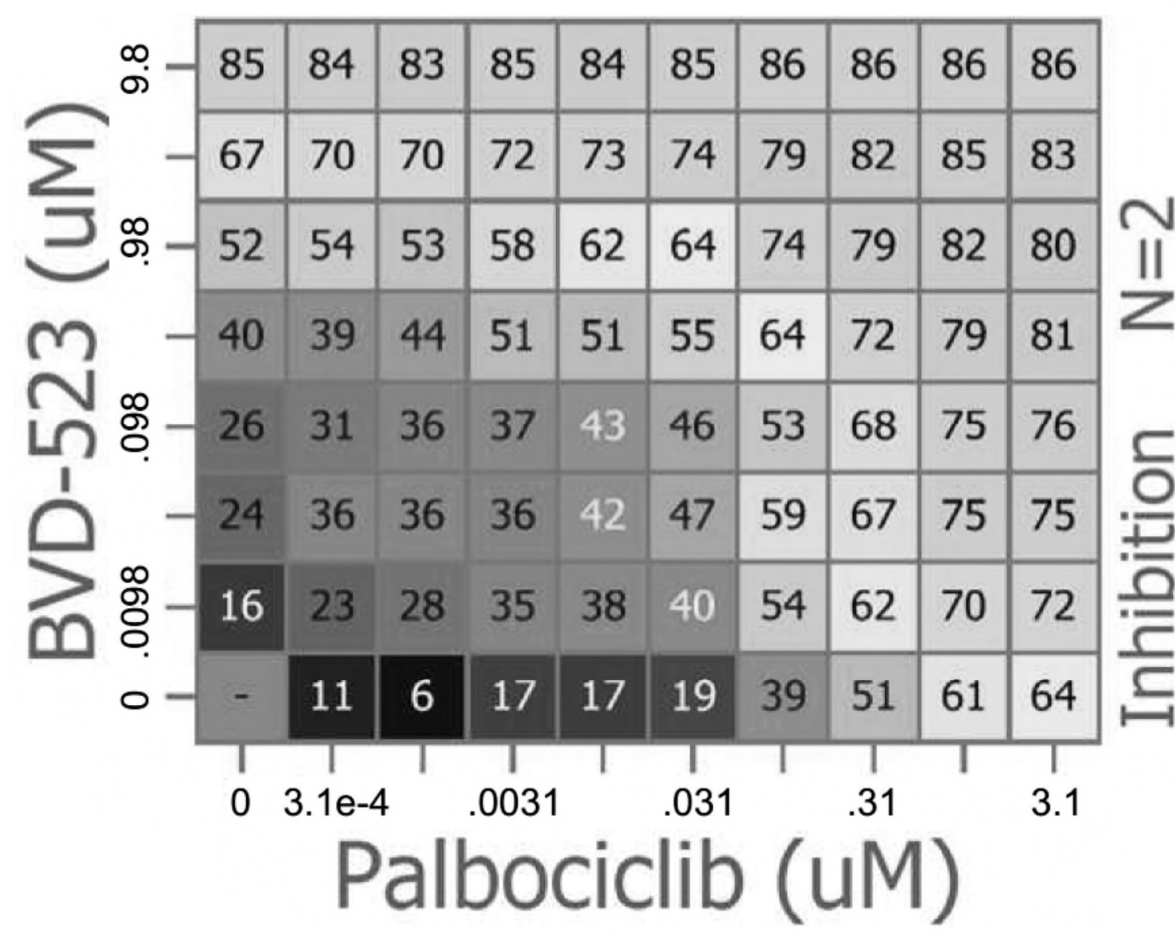 BVD-523 (uM)
9.8 85 84 83 85 84 85 86 86 86 86
67 70 70 72 73 74 79 82 85 83
.98 52 54 53 58 62 64 74 79 82 80
40 39 44 51 51 55 64 72 79 81
.098 26 31 36 37 43 46 53 68 75 76
24 36 36 36 42 47 59 67 75 75
.0098 16 23 28 35 38 40 54 62 70 72
0 - 11 6 17 17 19 39 51 61 64
0 3.1e-4 .0031 .031 .31 3.1
Palbociclib (uM)
Inhibition N=2